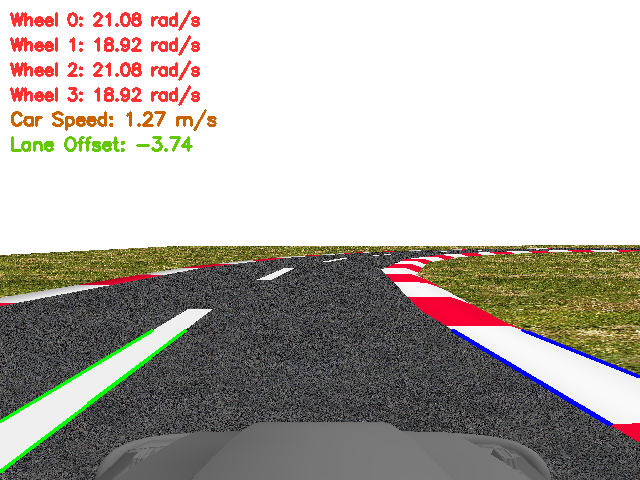 Wheel 0: 21.08 rad/s
Wheel 1: 18.92 rad/s
Wheel 2: 21.08 rad/s
Wheel 3: 18.92 rad/s
Car Speed: 1.27 m/s
Lane Offset: -3.74